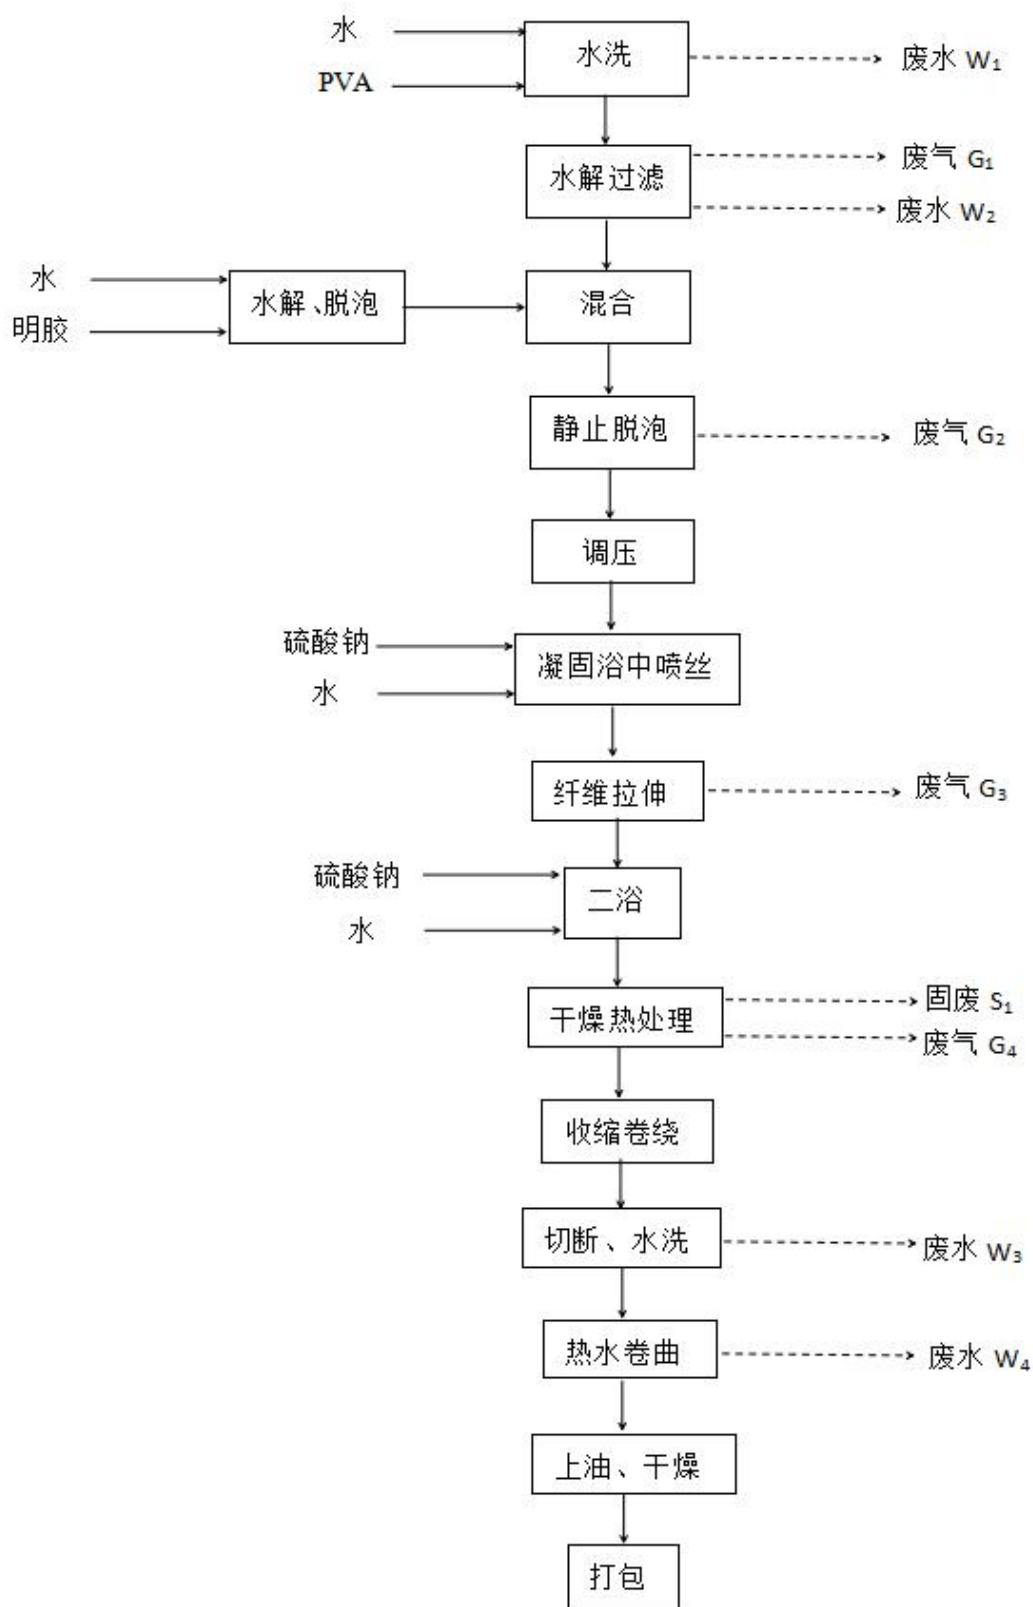 水
水洗
废水 W₁
PVA
废气 G₁
水解过滤
废水 W₂
水
水解、脱泡
混合
明胶
静止脱泡
废气 G₂
调压
硫酸钠
凝固浴中喷丝
水
纤维拉伸
废气 G₃
硫酸钠
二浴
水
固废 S₁
干燥热处理
废气 G₄
收缩卷绕
切断、水洗
废水 W₃
热水卷曲
废水 W₄
上油、干燥
打包